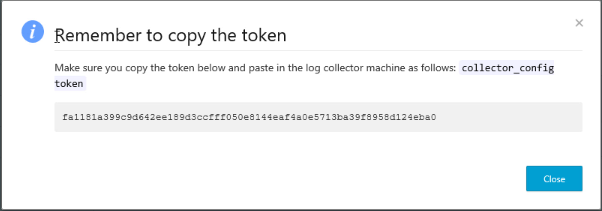 Remember to copy the token
Make sure you copy the token below and paste in the log collector machine as follows: collector_config
token
fa1181a399c9d642ee189d3ccfff050e8144eaf4a0e5713ba39f8958d124eba0
Close